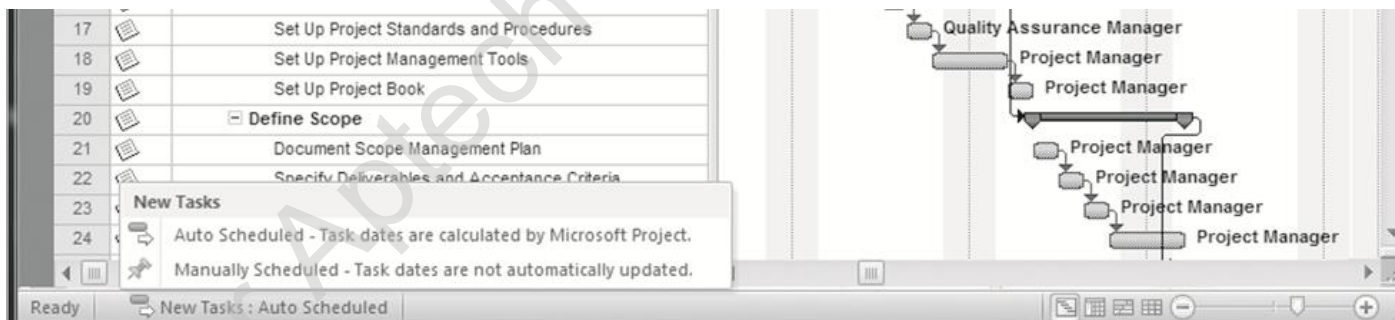 17 Set Up Project Standards and Procedures Quality Assurance Manager
18 Set Up Project Management Tools Project Manager
19 Set Up Project Book Project Manager
20 Define Scope
21 Document Scope Management Plan Project Manager
22 Specify Deliverables and Acceptance Criteria Project Manager
23 Project Manager
24 Project Manager
New Tasks
Auto Scheduled - Task dates are calculated by Microsoft Project.
Manually Scheduled - Task dates are not automatically updated.
Ready New Tasks : Auto Scheduled
Aptech